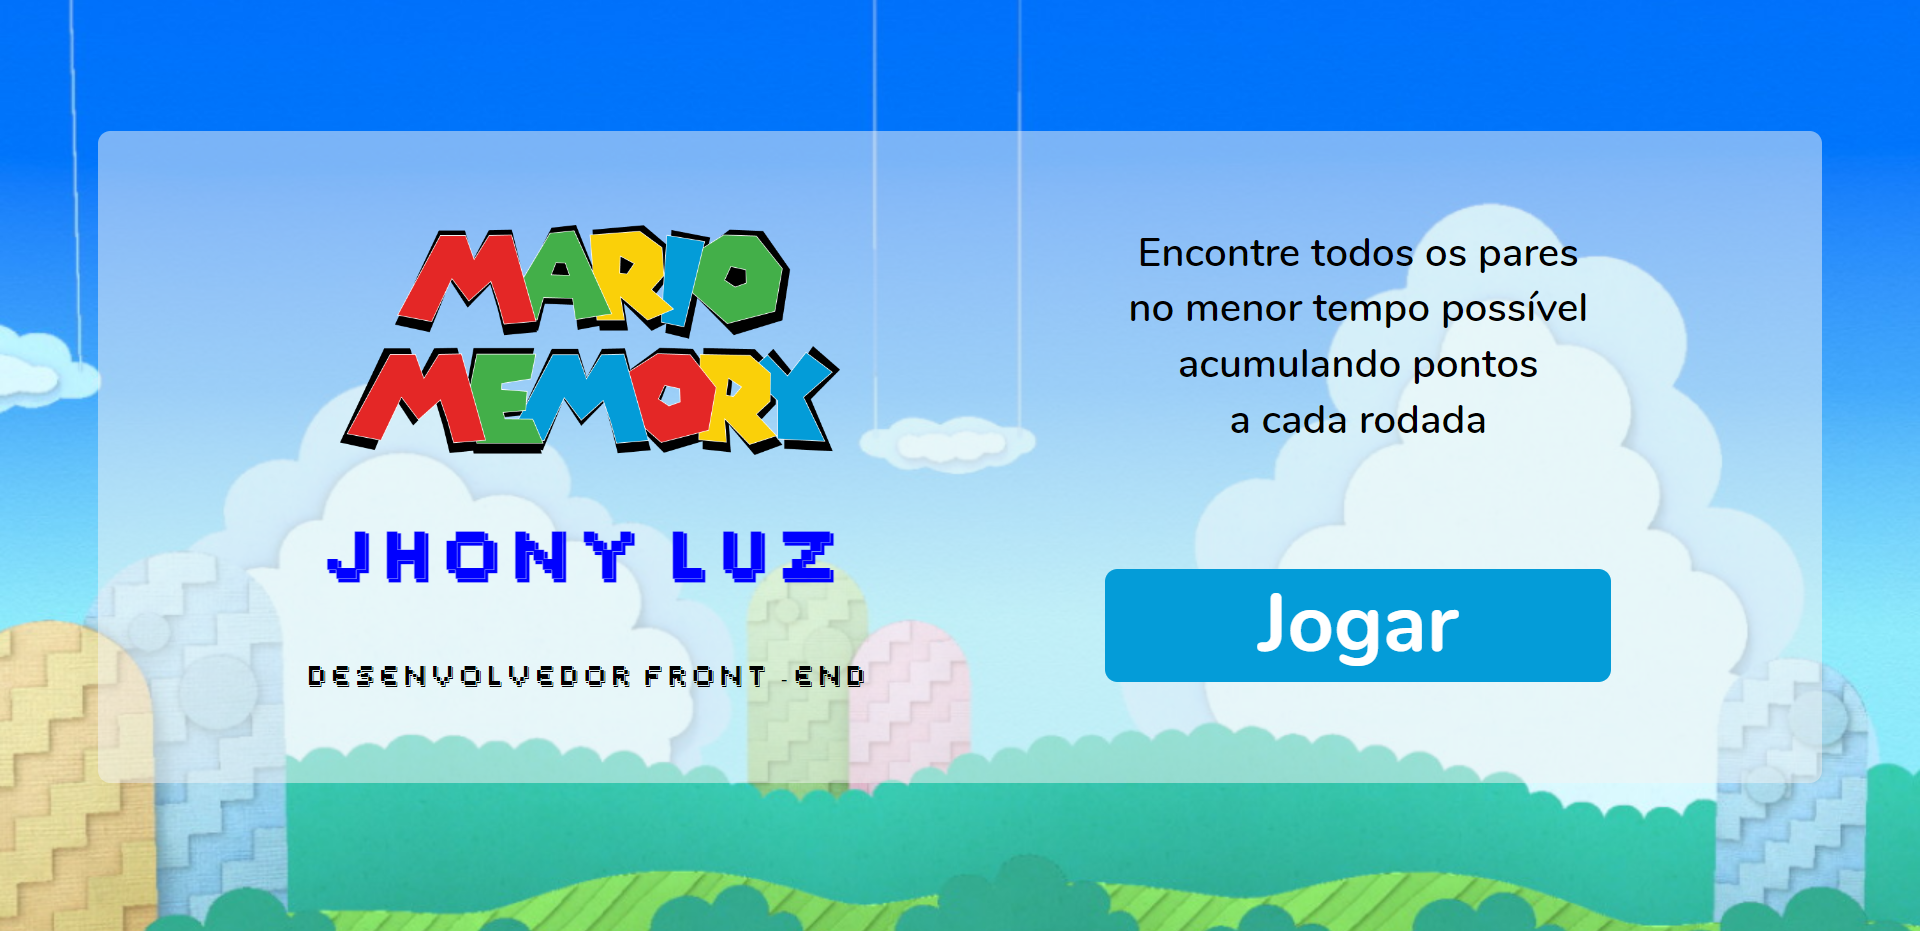 MARIO
MEMORY
JHONY LUZ
DESENVOLVEDOR FRONT -END
Encontre todos os pares
no menor tempo possível
acumulando pontos
a cada rodada
Jogar